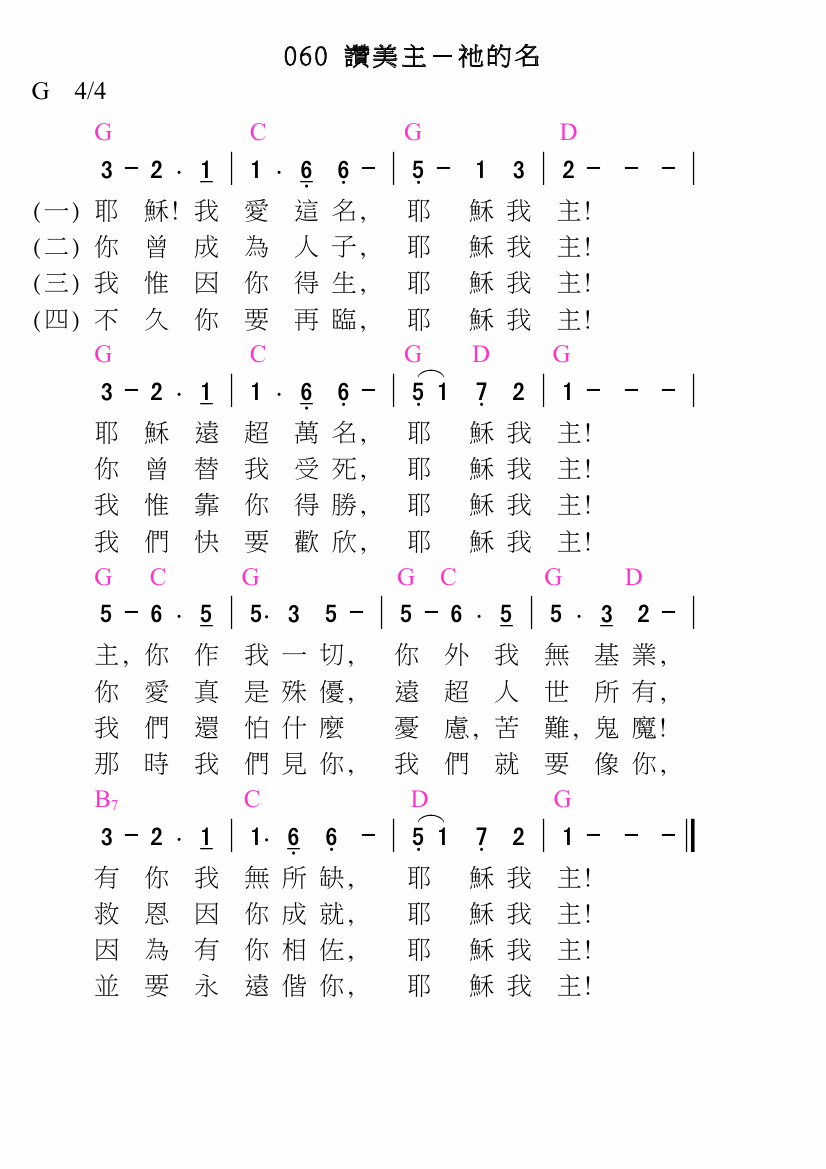 060 讚美主－祂的名
G 4/4
G C G D
3 － 2 . 1 | 1 . 6 6 － | 5 － 1 3 | 2 － － － |
(一) 耶 穌! 我 愛 這 名, 耶 穌 我 主!
(二) 你 曾 成 為 人 子, 耶 穌 我 主!
(三) 我 惟 因 你 得 生, 耶 穌 我 主!
(四) 不 久 你 要 再 臨, 耶 穌 我 主!
G C G D G
3 － 2 . 1 | 1 . 6 6 － | 5 1 7 2 | 1 － － － |
耶 穌 遠 超 萬 名, 耶 穌 我 主!
你 曾 替 我 受 死, 耶 穌 我 主!
我 惟 靠 你 得 勝, 耶 穌 我 主!
我 們 快 要 歡 欣, 耶 穌 我 主!
G C G G C G D
5 － 6 . 5 | 5. 3 5 － | 5 － 6 . 5 | 5 . 3 2 － |
主, 你 作 我 一 切, 你 外 我 無 基 業,
你 愛 真 是 殊 優, 遠 超 人 世 所 有,
我 們 還 怕 什 麼 憂 慮, 苦 難, 鬼 魔!
那 時 我 們 見 你, 我 們 就 要 像 你,
B7 C D G
3 － 2 . 1 | 1. 6 6 － | 5 1 7 2 | 1 － － － ‖
有 你 我 無 所 缺, 耶 穌 我 主!
救 恩 因 你 成 就, 耶 穌 我 主!
因 為 有 你 相 佐, 耶 穌 我 主!
並 要 永 遠 偕 你, 耶 穌 我 主!